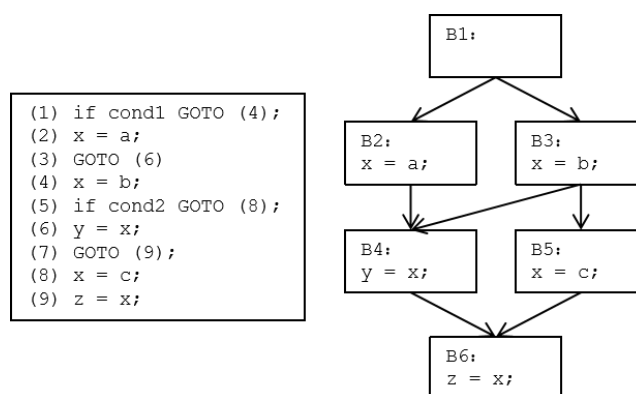 (1) if cond1 GOTO (4);
(2) x = a;
(3) GOTO (6)
(4) x = b;
(5) if cond2 GOTO (8);
(6) y = x;
(7) GOTO (9);
(8) x = c;
(9) z = x;
B1:
B2:
x = a;
B3:
x = b;
B4:
y = x;
B5:
x = c;
B6:
z = x;